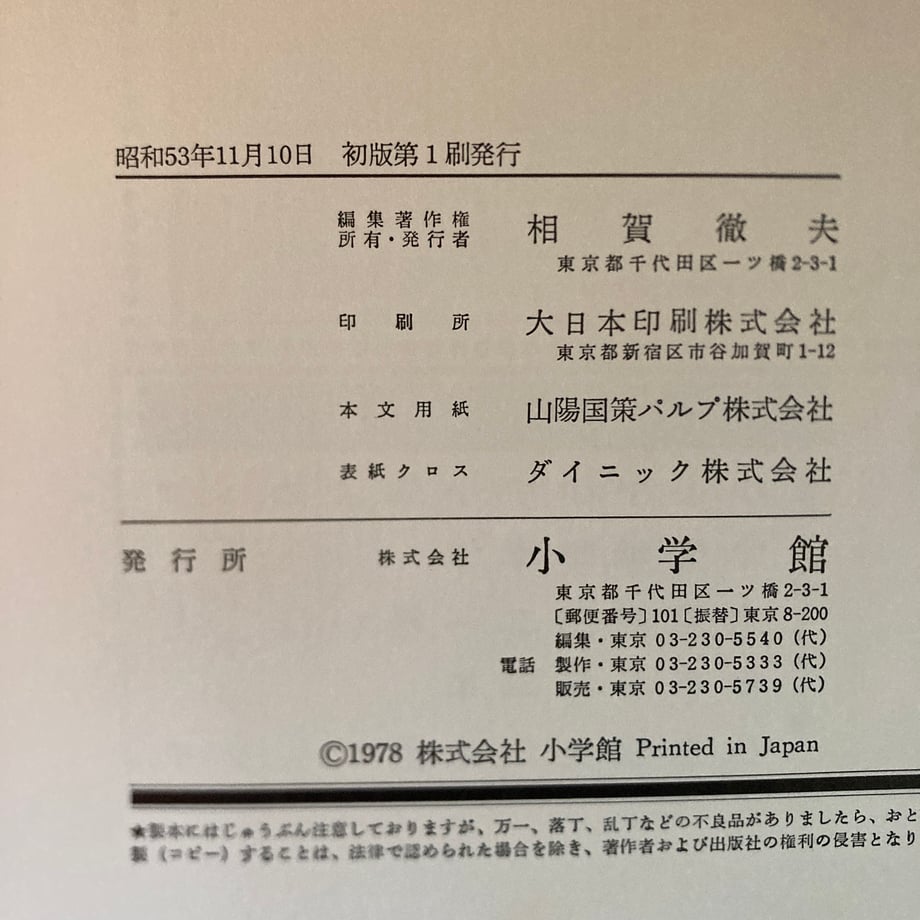 昭和53年11月10日 初版第1刷発行
編集著作権
所有・発行者 相賀徹夫
東京都千代田区一ツ橋2-3-1
印刷所 大日本印刷株式会社
東京都新宿区市谷加賀町1-12
本文用紙 山陽国策パルプ株式会社
表紙クロス ダイニック株式会社
発行所 株式会社 小学館
東京都千代田区一ツ橋2-3-1
〔郵便番号〕101〔振替〕東京8-200
編集・東京 03-230-5540（代）
電話 製作・東京 03-230-5333（代）
販売・東京 03-230-5739（代）
©1978 株式会社 小学館 Printed in Japan
★製本にはじゅうぶん注意しておりますが、万一、落丁、乱丁などの不良品がありましたら、おと
製（コピー）することは、法律で認められた場合を除き、著作者および出版社の権利の侵害となり